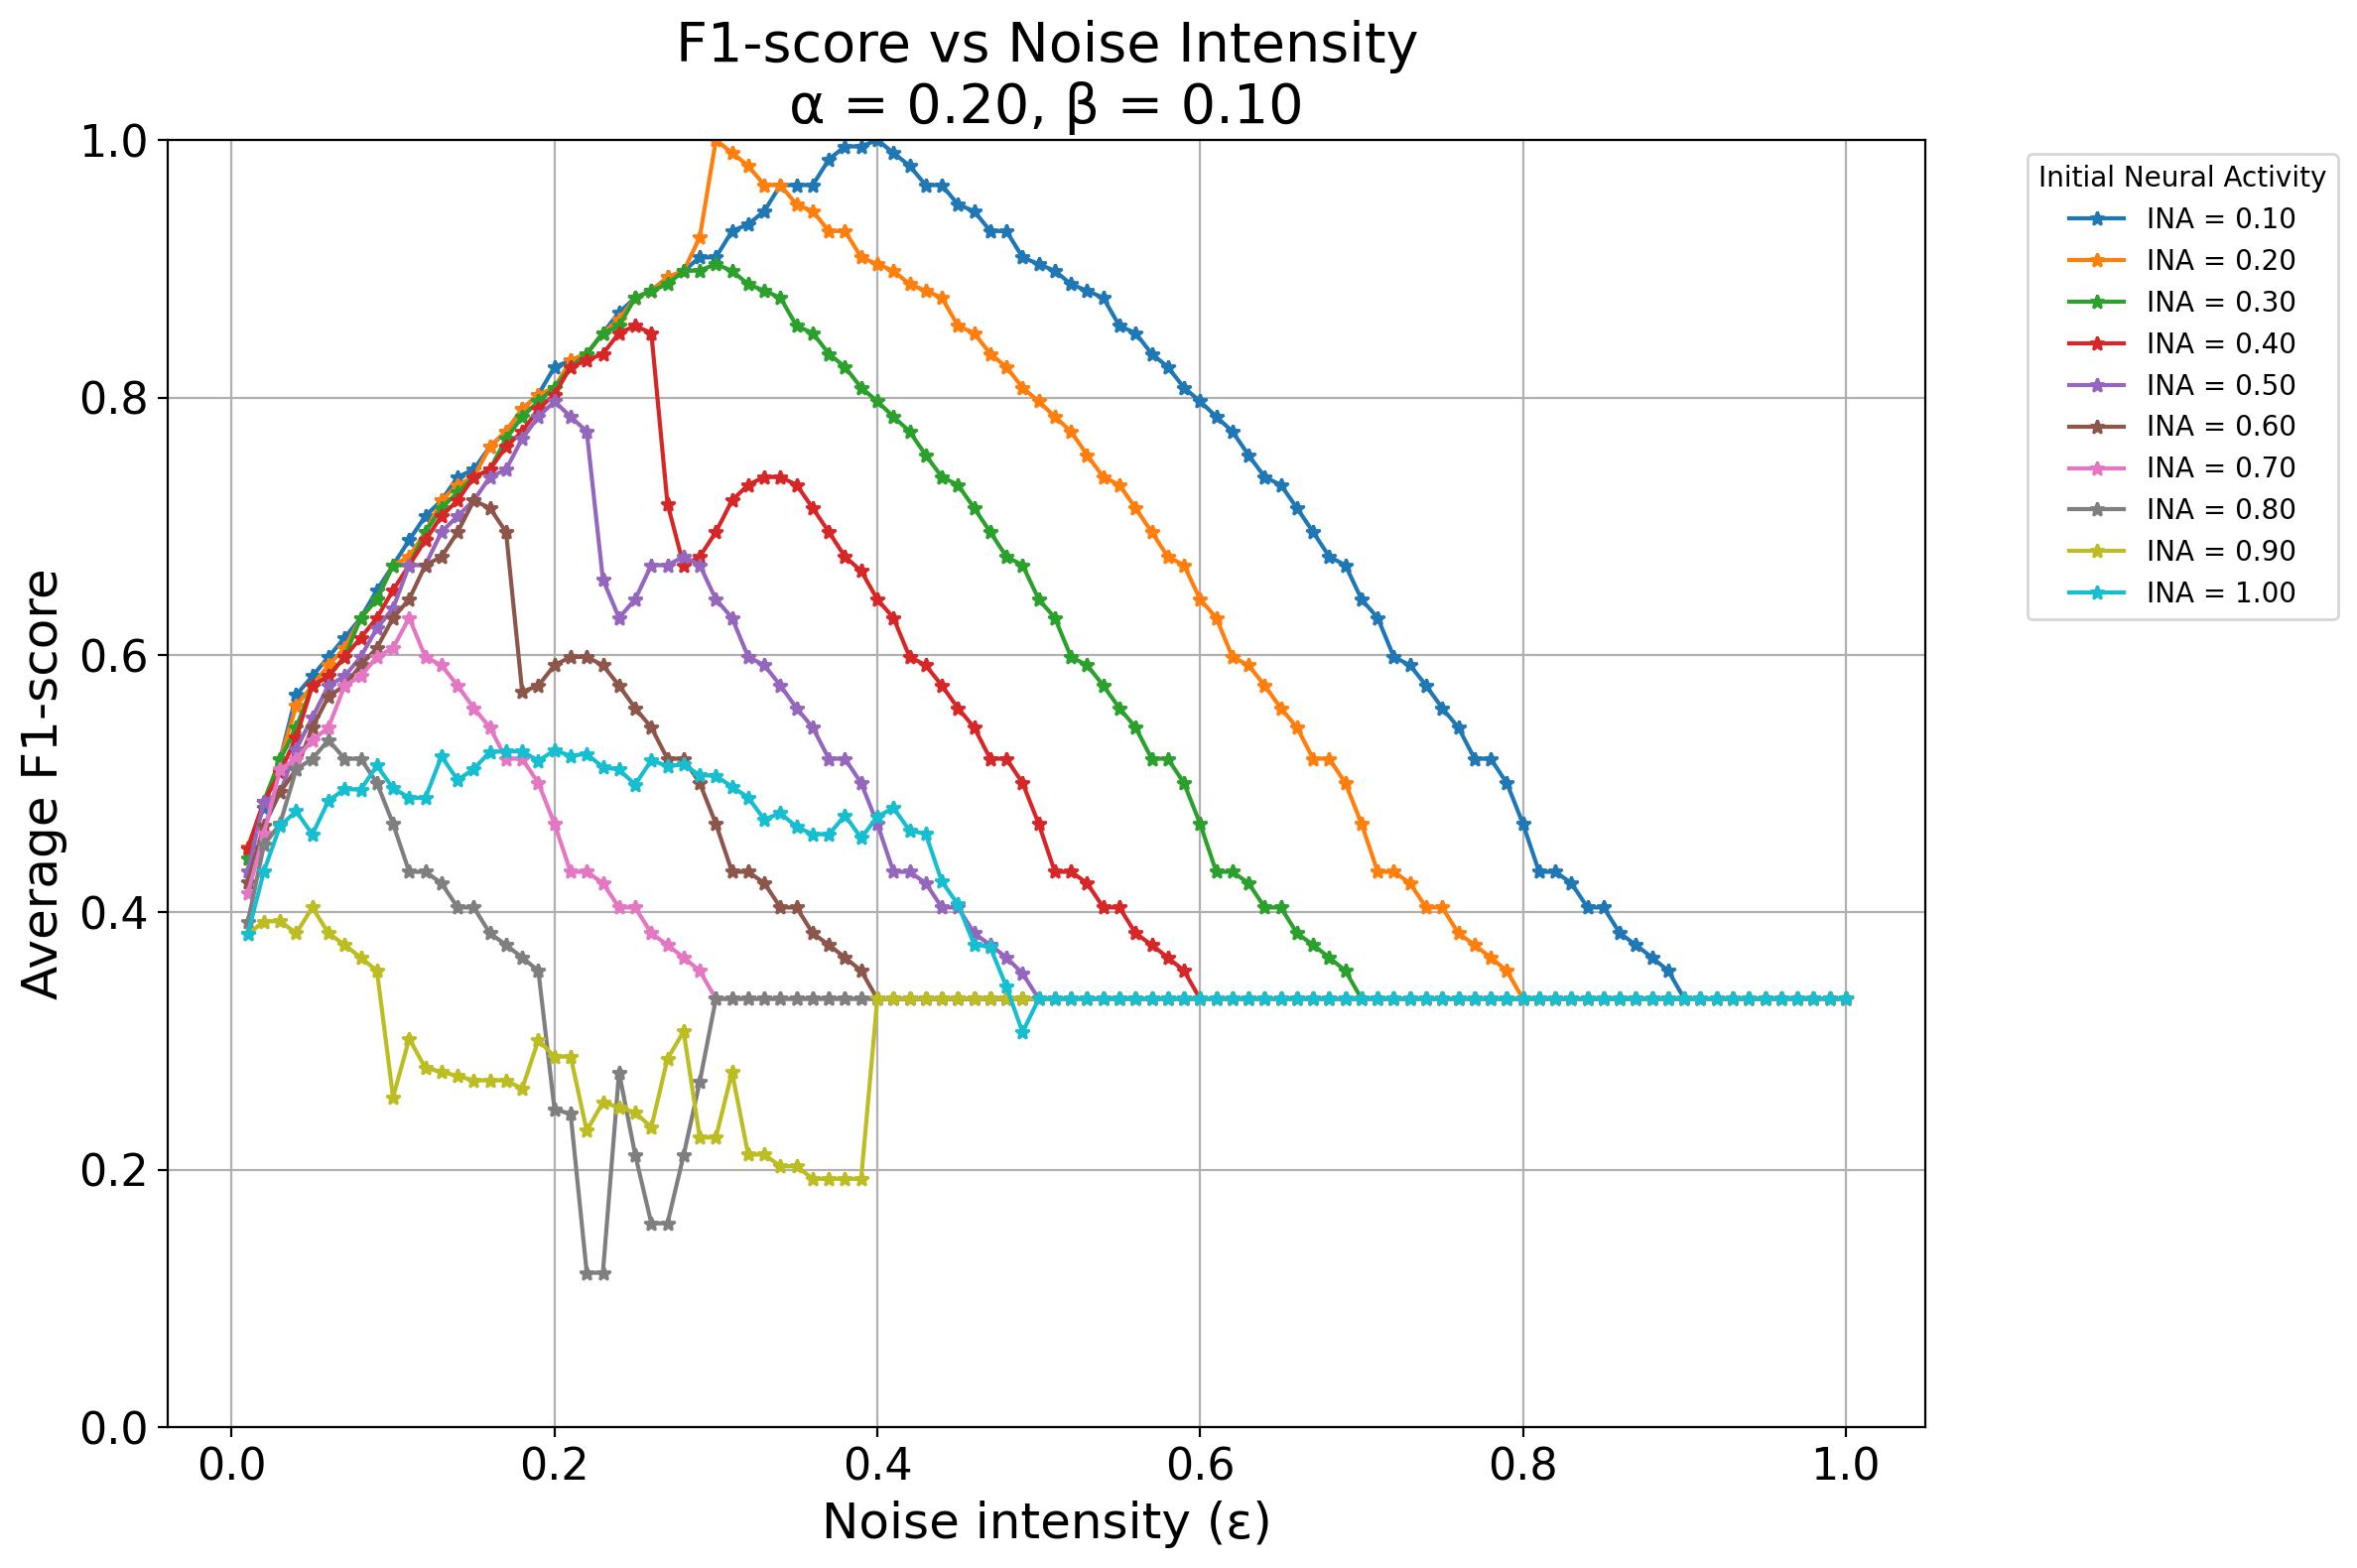 F1-score vs Noise Intensity
α = 0.20, β = 0.10
1.0
0.8
0.6
0.4
0.2
0.0
Average F1-score
0.0 0.2 0.4 0.6 0.8 1.0
Noise intensity (ε)
Initial Neural Activity
INA = 0.10
INA = 0.20
INA = 0.30
INA = 0.40
INA = 0.50
INA = 0.60
INA = 0.70
INA = 0.80
INA = 0.90
INA = 1.00